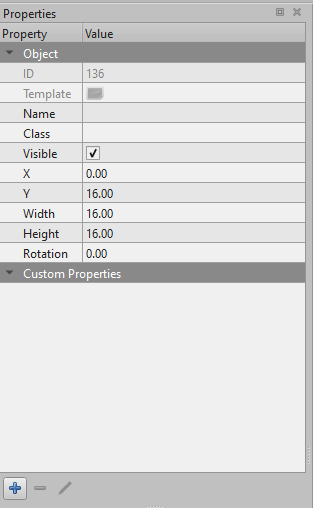 Properties
Property Value
Object
ID 136
Template
Name
Class
Visible
X 0.00
Y 16.00
Width 16.00
Height 16.00
Rotation 0.00
Custom Properties